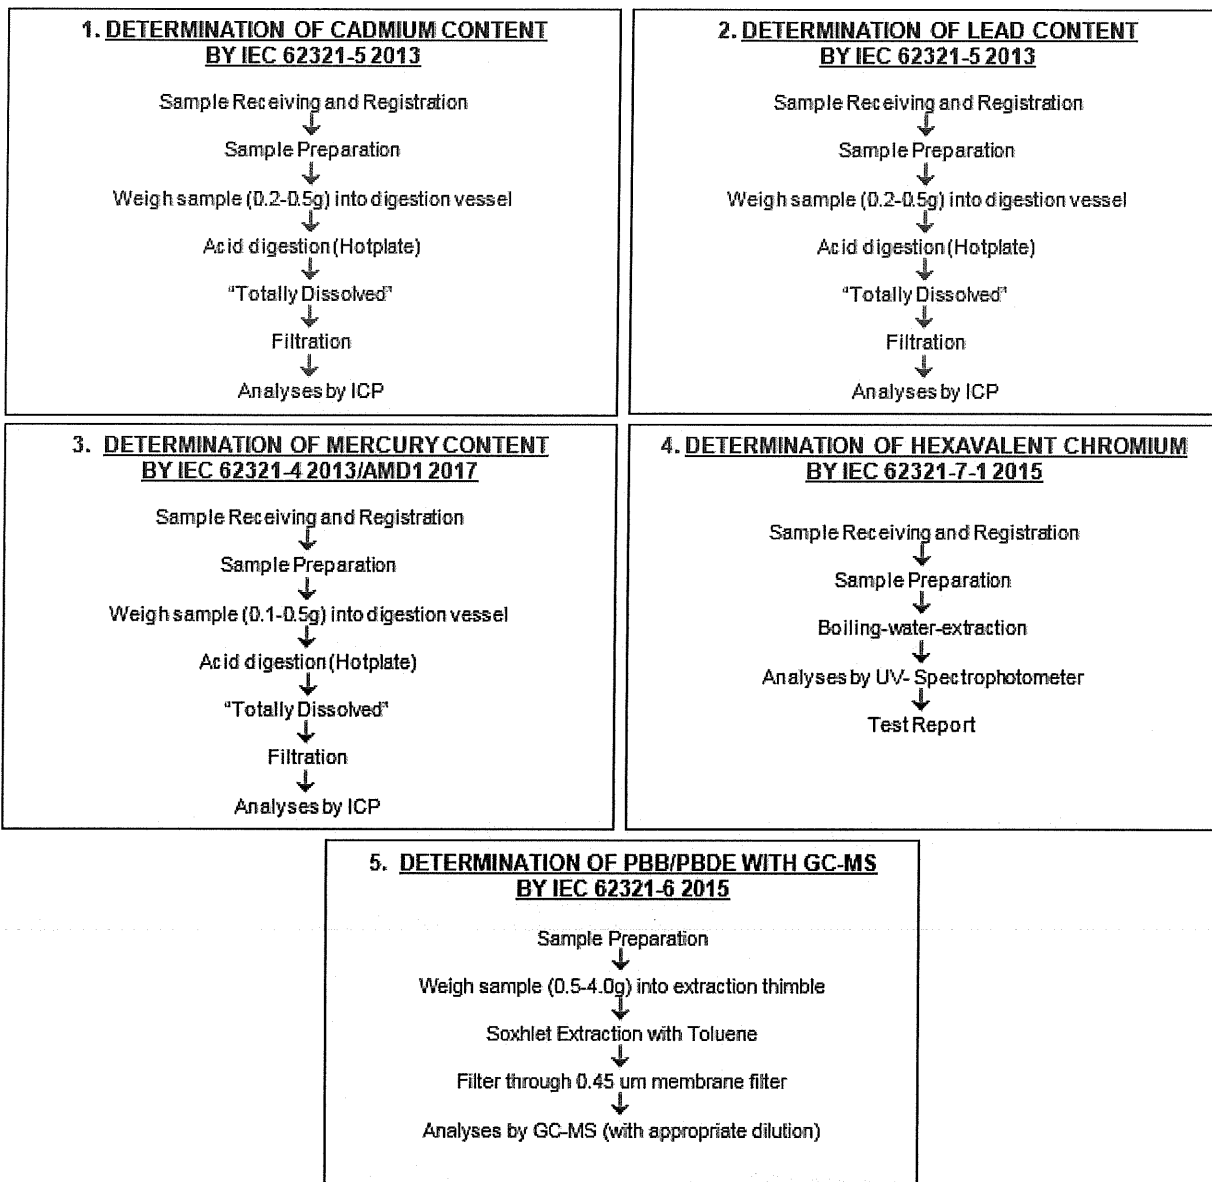 1. DETERMINATION OF CADMIUM CONTENT
BY IEC 62321-5 2013
Sample Receiving and Registration
Sample Preparation
Weigh sample (0.2-0.5g) into digestion vessel
Acid digestion (Hotplate)
"Totally Dissolved"
Filtration
Analyses by ICP
2. DETERMINATION OF LEAD CONTENT
BY IEC 62321-5 2013
Sample Receiving and Registration
Sample Preparation
Weigh sample (0.2-0.5g) into digestion vessel
Acid digestion (Hotplate)
"Totally Dissolved"
Filtration
Analyses by ICP
3. DETERMINATION OF MERCURY CONTENT
BY IEC 62321-4 2013/AMD1 2017
Sample Receiving and Registration
Sample Preparation
Weigh sample (0.1-0.5g) into digestion vessel
Acid digestion (Hotplate)
"Totally Dissolved"
Filtration
Analyses by ICP
4. DETERMINATION OF HEXAVALENT CHROMIUM
BY IEC 62321-7-1 2015
Sample Receiving and Registration
Sample Preparation
Boiling-water-extraction
Analyses by UV- Spectrophotometer
Test Report
5. DETERMINATION OF PBB/PBDE WITH GC-MS
BY IEC 62321-6 2015
Sample Preparation
Weigh sample (0.5-4.0g) into extraction thimble
Soxhlet Extraction with Toluene
Filter through 0.45 um membrane filter
Analyses by GC-MS (with appropriate dilution)